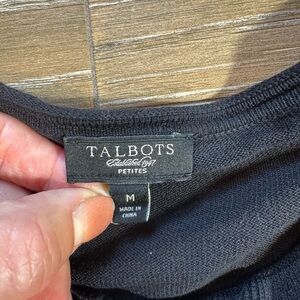 TALBOTS
Established 1947
PETITES
M
MADE IN
CHINA